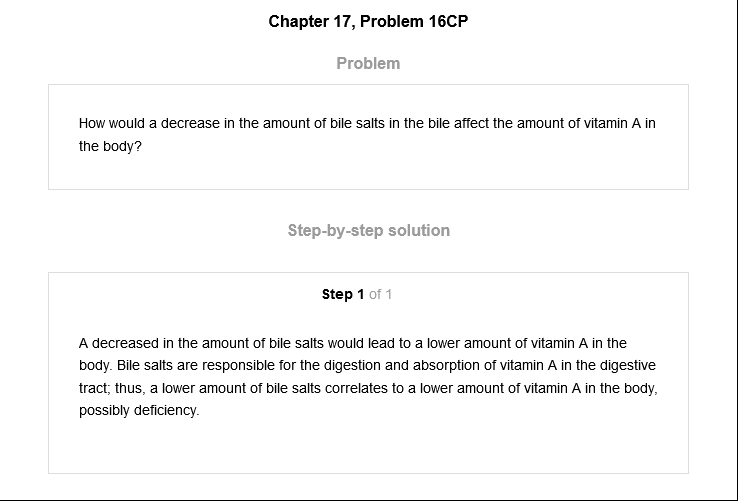 Chapter 17, Problem 16CP
Problem
How would a decrease in the amount of bile salts in the bile affect the amount of vitamin A in
the body?
Step-by-step solution
Step 1 of 1
A decreased in the amount of bile salts would lead to a lower amount of vitamin A in the
body. Bile salts are responsible for the digestion and absorption of vitamin A in the digestive
tract; thus, a lower amount of bile salts correlates to a lower amount of vitamin A in the body,
possibly deficiency.